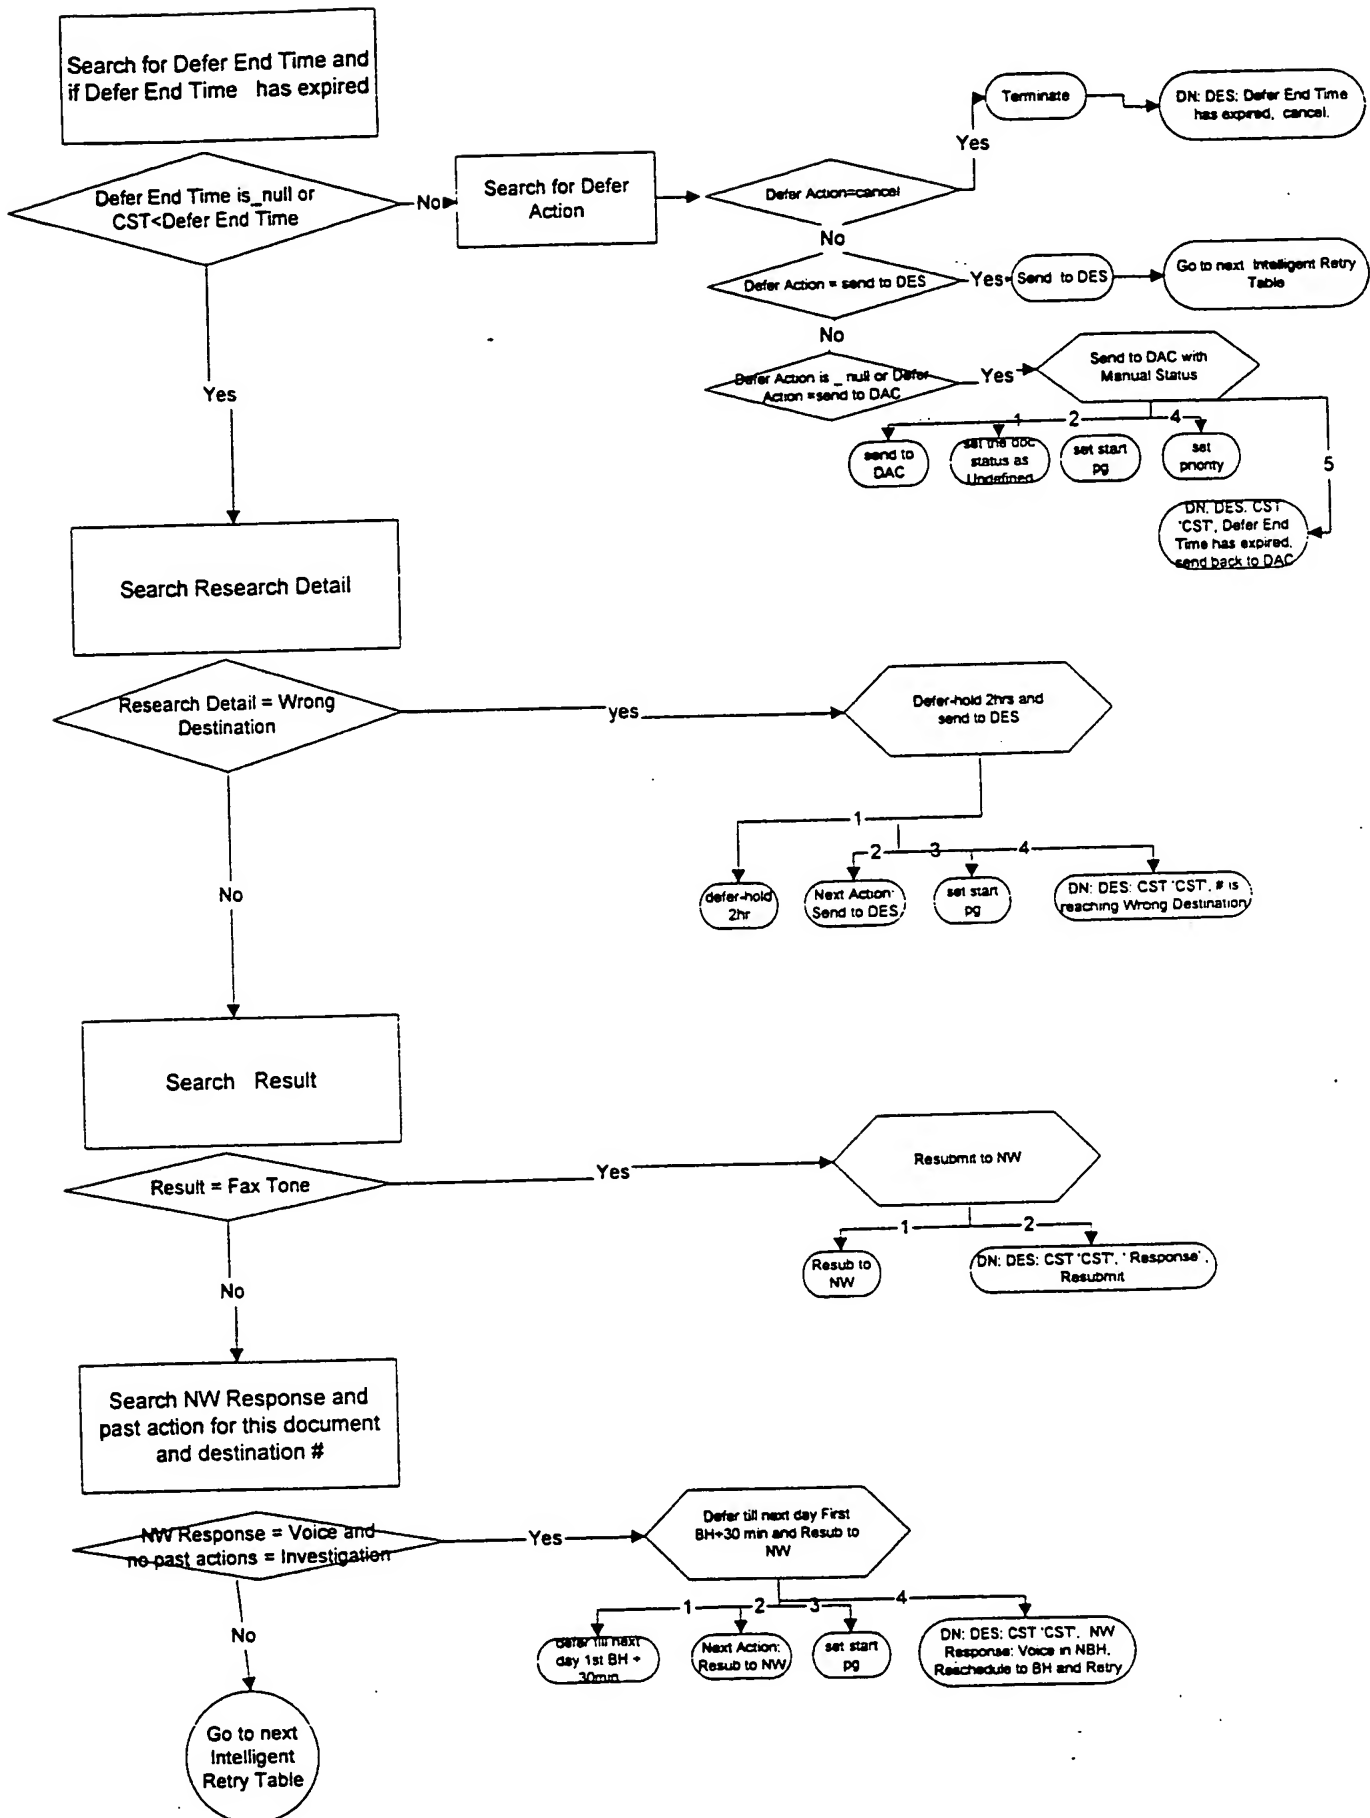 Search for Defer End Time and
if Defer End Time has expired
Defer End Time is_null or
CST<Defer End Time
No
Search for Defer
Action
Defer Action=cancel
Yes
Terminate
DN: DES: Defer End Time
has expired, cancel.
No
Defer Action = send to DES
Yes
Send to DES
Go to next Intelligent Retry
Table
No
Defer Action is _ null or Defer
Action =send to DAC
Yes
Send to DAC with
Manual Status
1
2
4
5
send to
DAC
set the doc
status as
Undefined
set start
pg
set
priority
DN: DES: CST
'CST', Defer End
Time has expired,
send back to DAC
Yes
Search Research Detail
Research Detail = Wrong
Destination
yes
Defer-hold 2hrs and
send to DES
1
2
3
4
defer-hold
2hr
Next Action:
Send to DES
set start
pg
DN: DES: CST 'CST', # is
reaching Wrong Destination
No
Search Result
Result = Fax Tone
Yes
Resubmit to NW
1
2
Resub to
NW
DN: DES: CST 'CST', ' Response',
Resubmit
No
Search NW Response and
past action for this document
and destination #
NW Response = Voice and
no past actions = Investigation
Yes
Defer till next day First
BH+30 min and Resub to
NW
1
2
3
4
defer till next
day 1st BH +
30min
Next Action:
Resub to NW
set start
pg
DN: DES: CST 'CST', NW
Response: Voice in NBH,
Reschedule to BH and Retry
No
Go to next
Intelligent
Retry Table